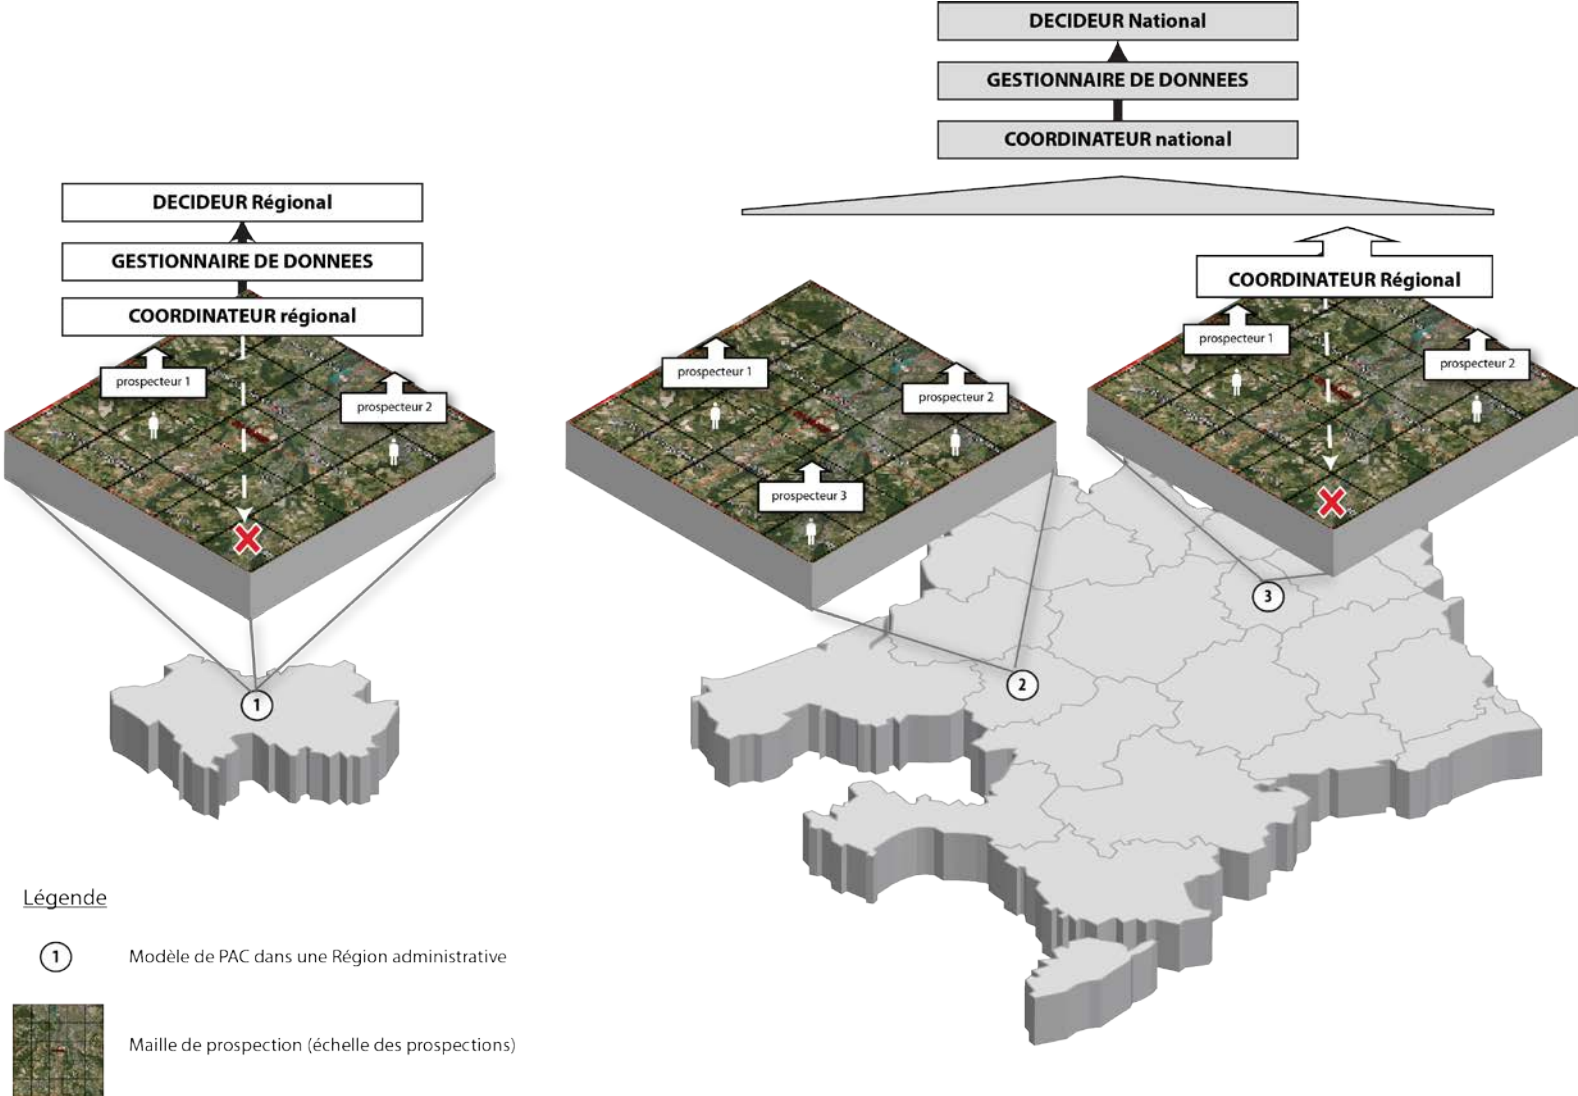 DECIDEUR National
GESTIONNAIRE DE DONNEES
COORDINATEUR national
DECIDEUR Régional
GESTIONNAIRE DE DONNEES
COORDINATEUR régional
prospecteur 1
prospecteur 2
prospecteur 1
prospecteur 2
prospecteur 3
COORDINATEUR Régional
prospecteur 1
prospecteur 2
1
2
3
Légende
1
Modèle de PAC dans une Région administrative
Maille de prospection (échelle des prospections)